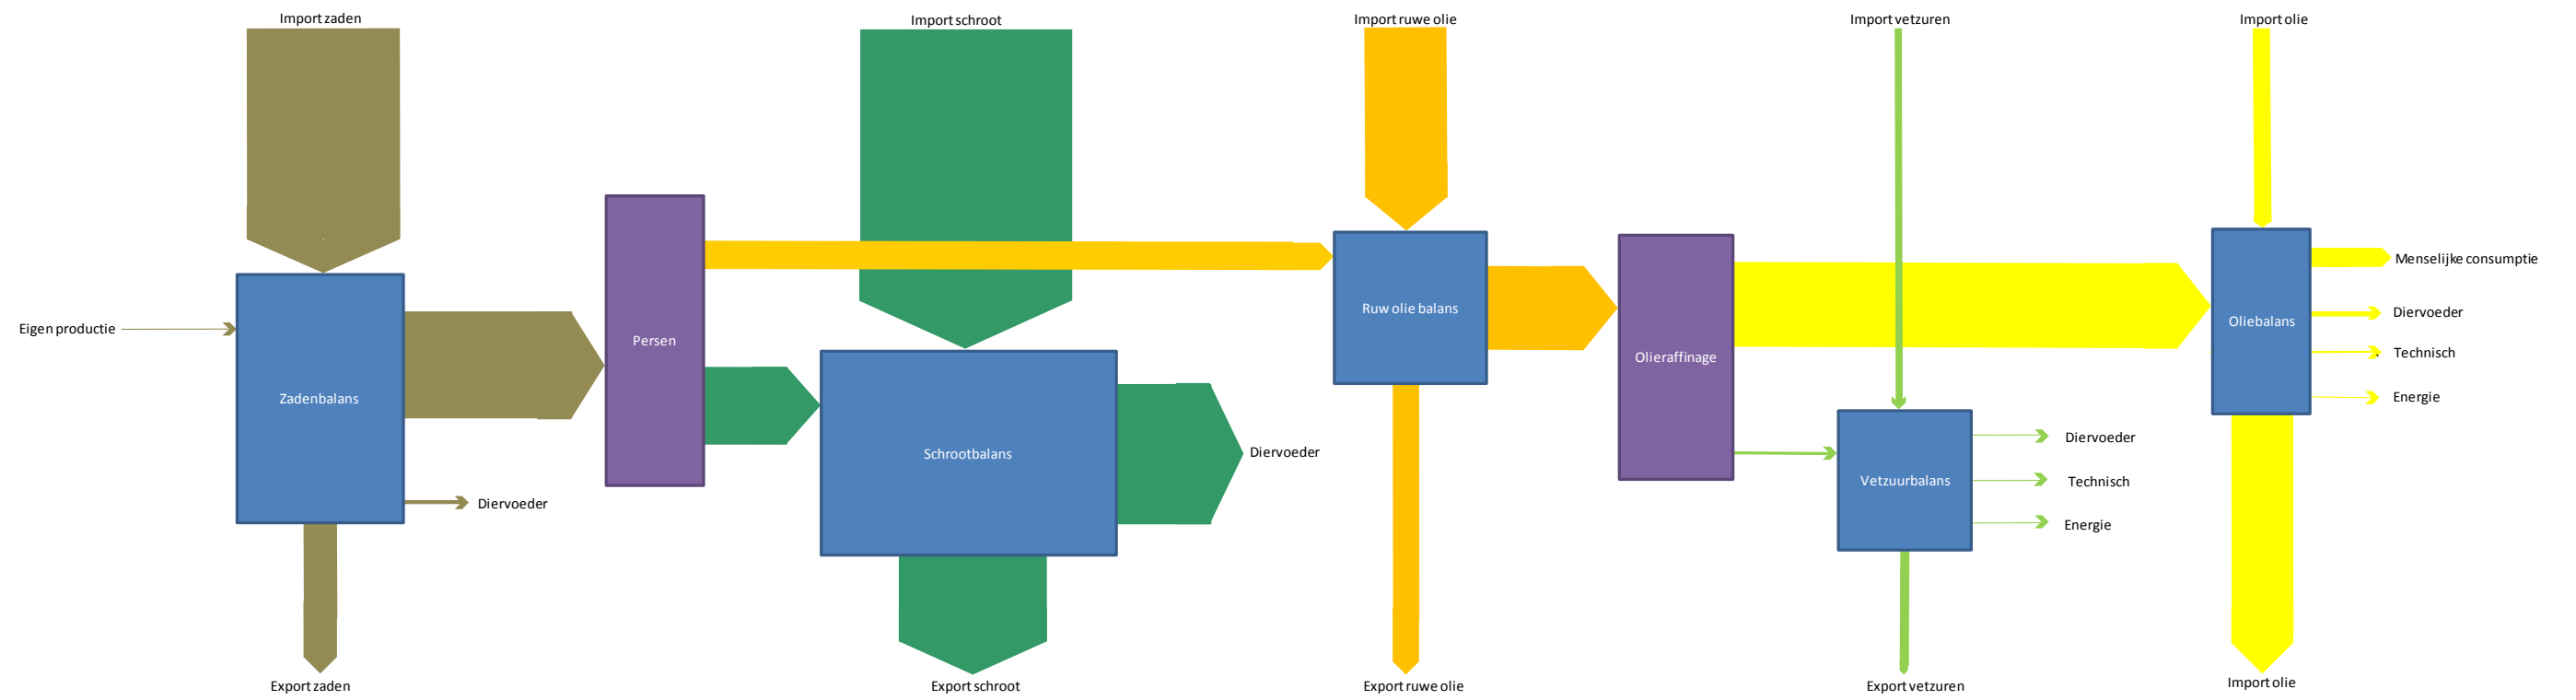 Import zaden
Import schroot
Import ruwe olie
Import vetzuren
Import olie
Eigen productie
Zadenbalans
Diervoeder
Export zaden
Persen
Schrootbalans
Diervoeder
Export schroot
Ruw olie balans
Export ruwe olie
Olieraffinage
Vetzuurbalans
Diervoeder
Technisch
Energie
Export vetzuren
Oliebalans
Menselijke consumptie
Diervoeder
Technisch
Energie
Import olie